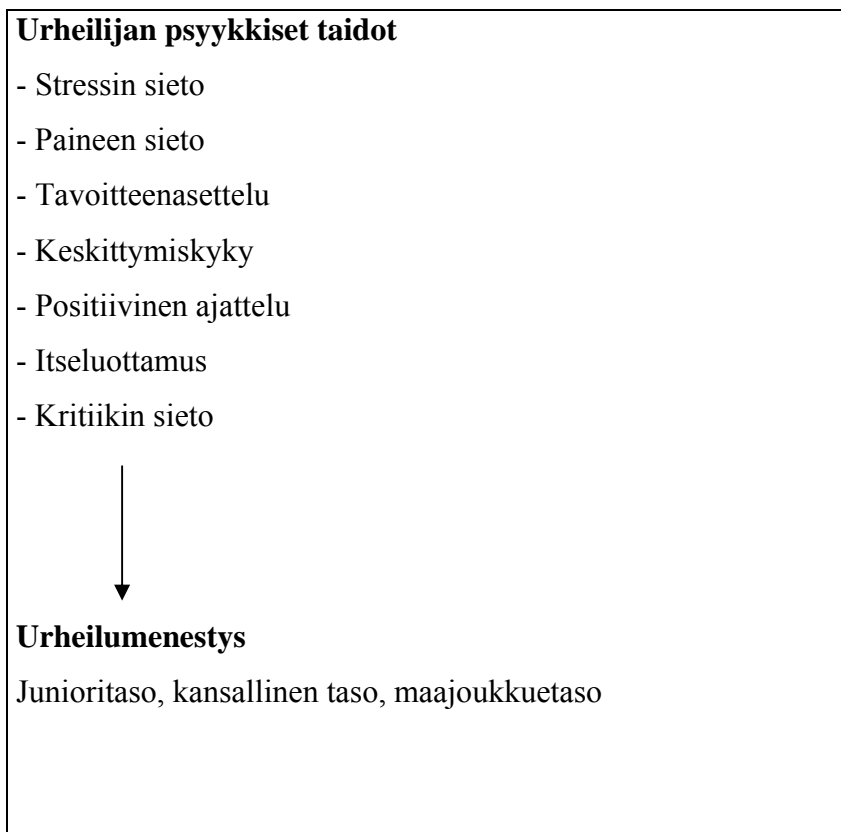 Urheilijan psyykkiset taidot
- Stressin sieto
- Paineen sieto
- Tavoitteenasettelu
- Keskittymiskyky
- Positiivinen ajattelu
- Itseluottamus
- Kritiikin sieto
Urheilumenestys
Junioritaso, kansallinen taso, maajoukkuetaso